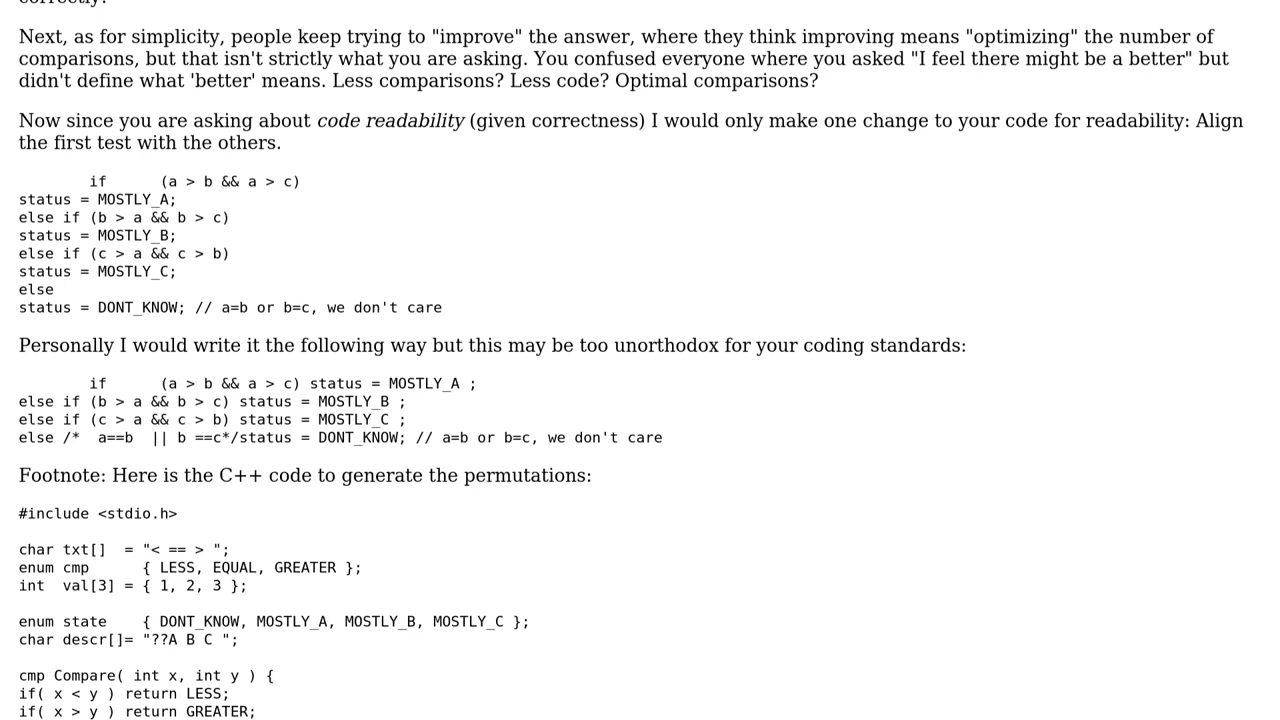 correctly.
Next, as for simplicity, people keep trying to "improve" the answer, where they think improving means "optimizing" the number of
comparisons, but that isn't strictly what you are asking. You confused everyone where you asked "I feel there might be a better" but
didn't define what 'better' means. Less comparisons? Less code? Optimal comparisons?
Now since you are asking about code readability (given correctness) I would only make one change to your code for readability: Align
the first test with the others.
        if      (a > b && a > c)
status = MOSTLY_A;
else if (b > a && b > c)
status = MOSTLY_B;
else if (c > a && c > b)
status = MOSTLY_C;
else
status = DONT_KNOW; // a=b or b=c, we don't care
Personally I would write it the following way but this may be too unorthodox for your coding standards:
        if      (a > b && a > c) status = MOSTLY_A ;
else if (b > a && b > c) status = MOSTLY_B ;
else if (c > a && c > b) status = MOSTLY_C ;
else /*  a==b  || b ==c*/status = DONT_KNOW; // a=b or b=c, we don't care
Footnote: Here is the C++ code to generate the permutations:
#include <stdio.h>
char txt[]  = "< == > ";
enum cmp      { LESS, EQUAL, GREATER };
int  val[3] = { 1, 2, 3 };
enum state    { DONT_KNOW, MOSTLY_A, MOSTLY_B, MOSTLY_C };
char descr[]= "??A B C ";
cmp Compare( int x, int y ) {
if( x < y ) return LESS;
if( x > y ) return GREATER;